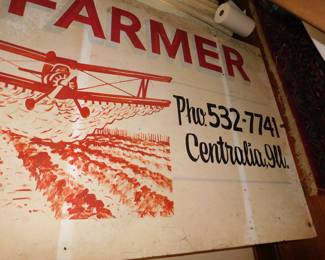 FARMER
Pho. 532-7741-
Centralia, Ill.